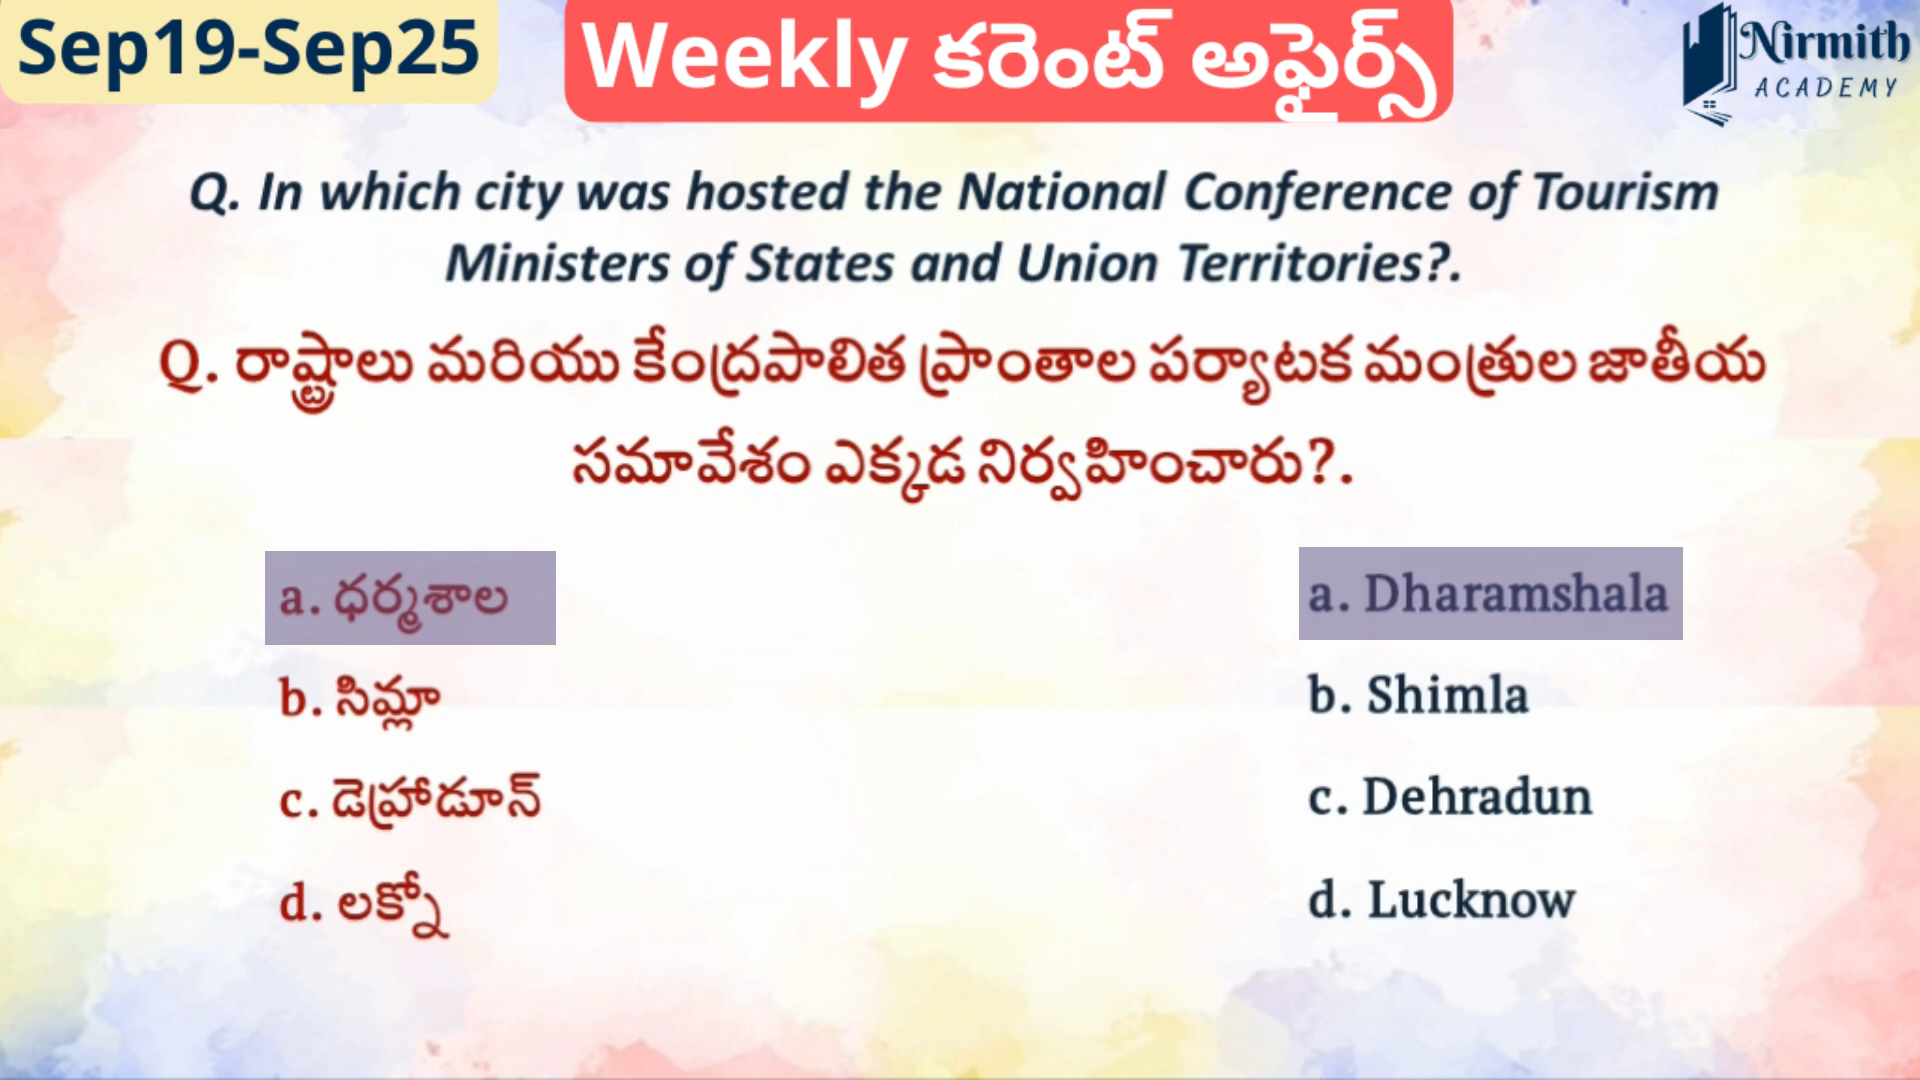 Sep19-Sep25
Weekly కరెంట్ అఫైర్స్
Nirmith
ACADEMY
Q. In which city was hosted the National Conference of Tourism
Ministers of States and Union Territories?.
Q. రాష్ట్రాలు మరియు కేంద్రపాలిత ప్రాంతాల పర్యాటక మంత్రుల జాతీయ
సమావేశం ఎక్కడ నిర్వహించారు?.
a. ధర్మశాల
b. సిమ్లా
c. డెహ్రాడూన్
d. లక్నో
a. Dharamshala
b. Shimla
c. Dehradun
d. Lucknow